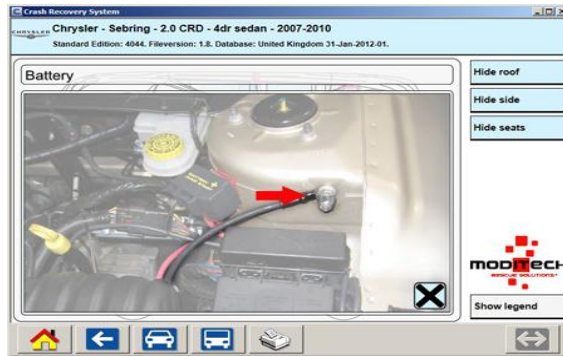 Crash Recovery System
CHRYSLER
Chrysler - Sebring - 2.0 CRD - 4dr sedan - 2007-2010
Standard Edition: 4044. Fileversion: 1.8. Database: United Kingdom 31-Jan-2012-01.
Battery
Hide roof
Hide side
Hide seats
MODITECH
RESCUE SOLUTIONS
Show legend